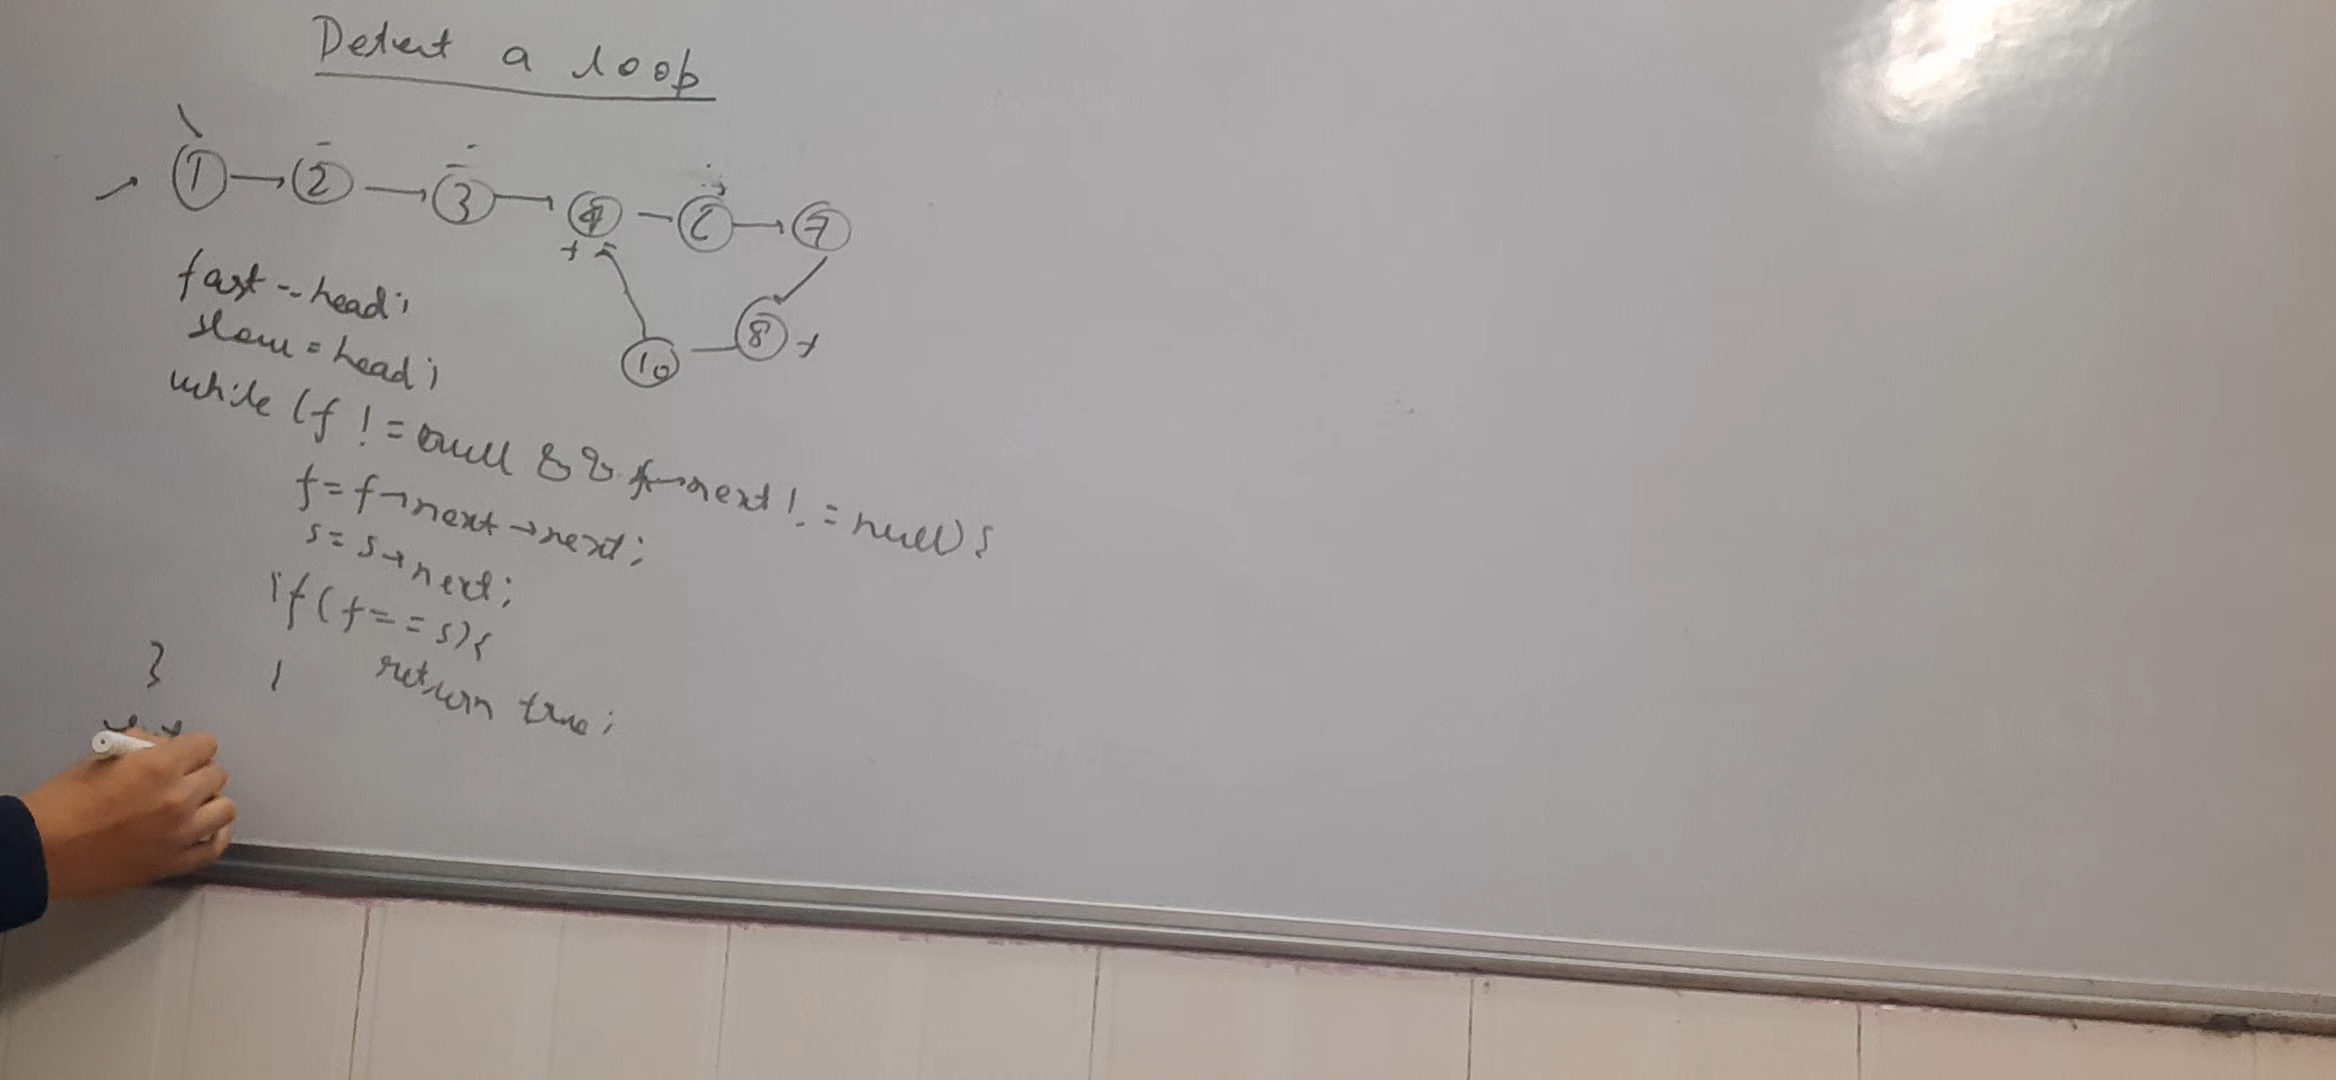 Detect a loop
1 → 2 → 3 → 4 - 6 → 7
10 - 8
fast = head;
slow = head;
while (f != null && f→next != null) {
f = f→next→next;
s = s→next;
if (f == s) {
return true;
}
}